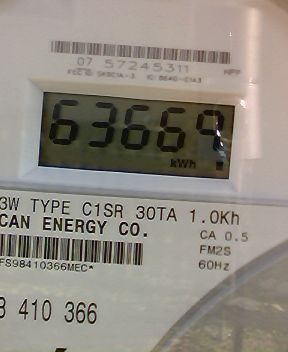 07 57245311
63669
kWh
3W TYPE C1SR 30TA 1.0Kh
CAN ENERGY CO.
CA 0.5
FM2S
60Hz
FS98410366MEC*
410 366